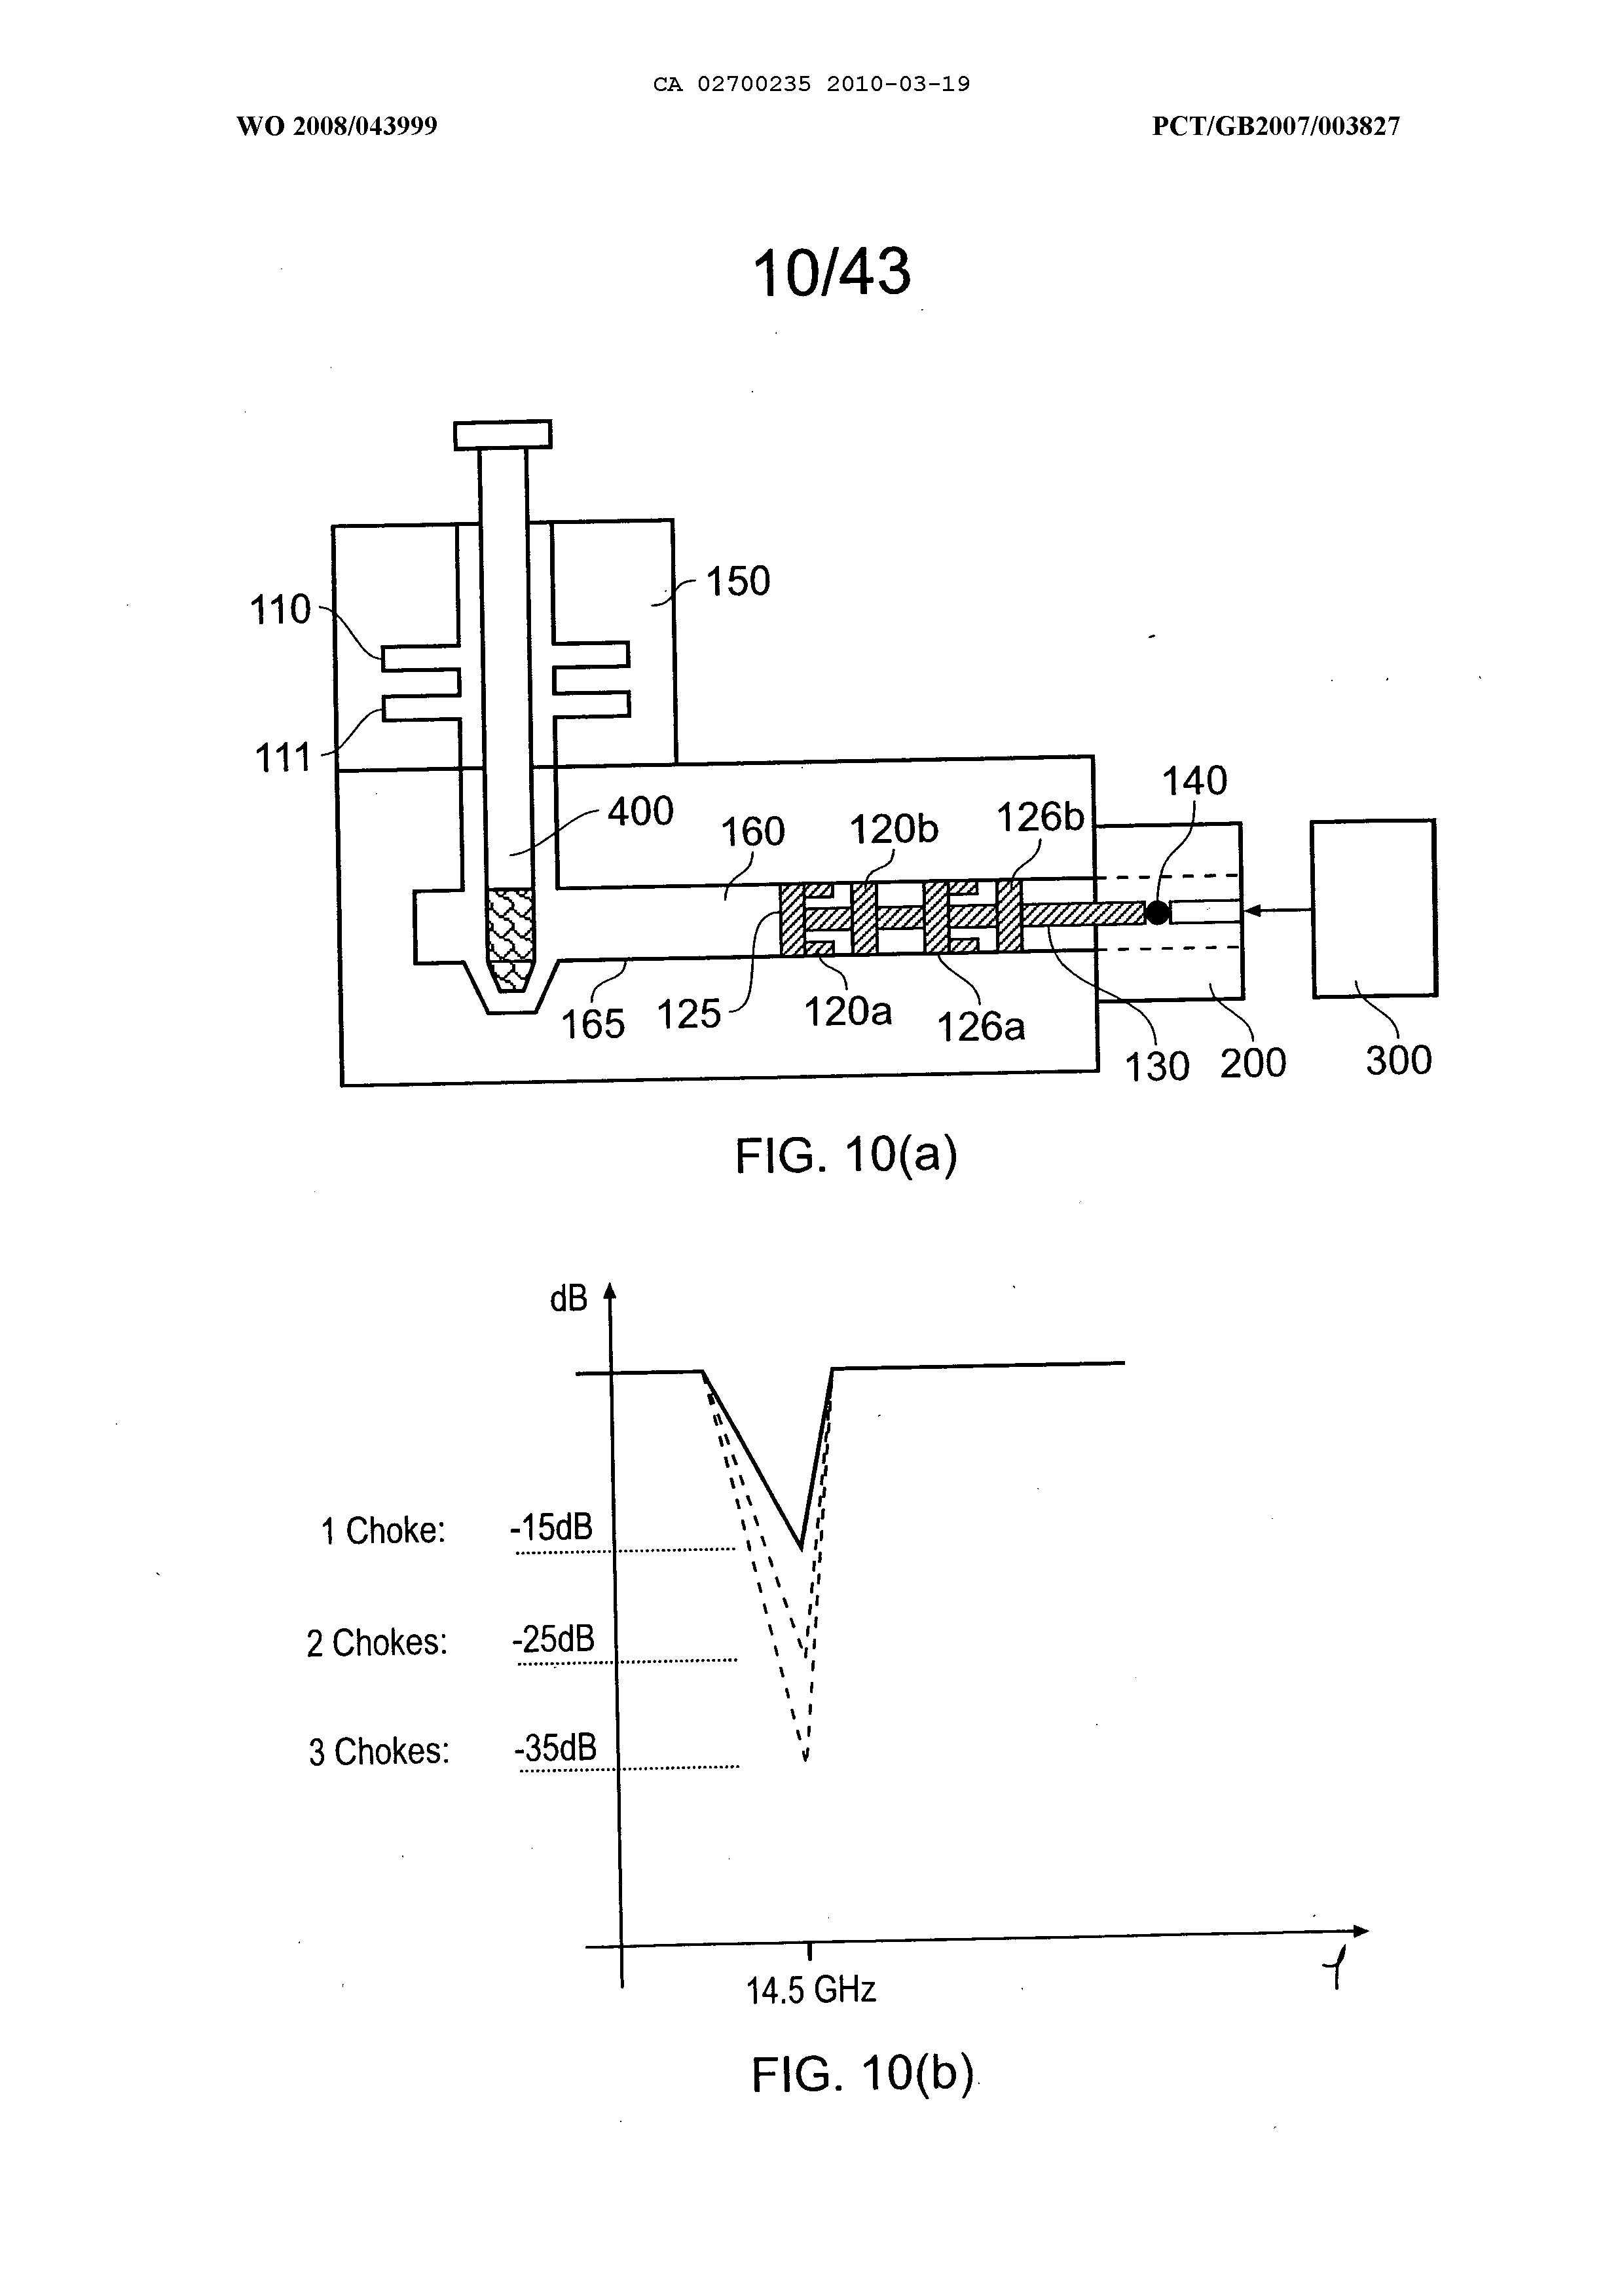 CA 02700235 2010-03-19
WO 2008/043999 PCT/GB2007/003827
10/43
110
150
111
400
160
120b
126b
140
165
125
120a
126a
130
200
300
FIG. 10(a)
dB
1 Choke: -15dB
2 Chokes: -25dB
3 Chokes: -35dB
14.5 GHz
f
FIG. 10(b)